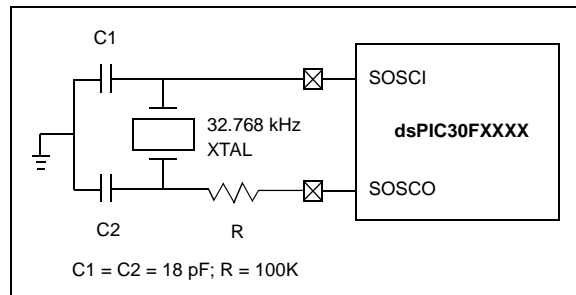 C1
SOSCI
32.768 kHz
XTAL
dsPIC30FXXXX
SOSCO
C2
R
C1 = C2 = 18 pF; R = 100K